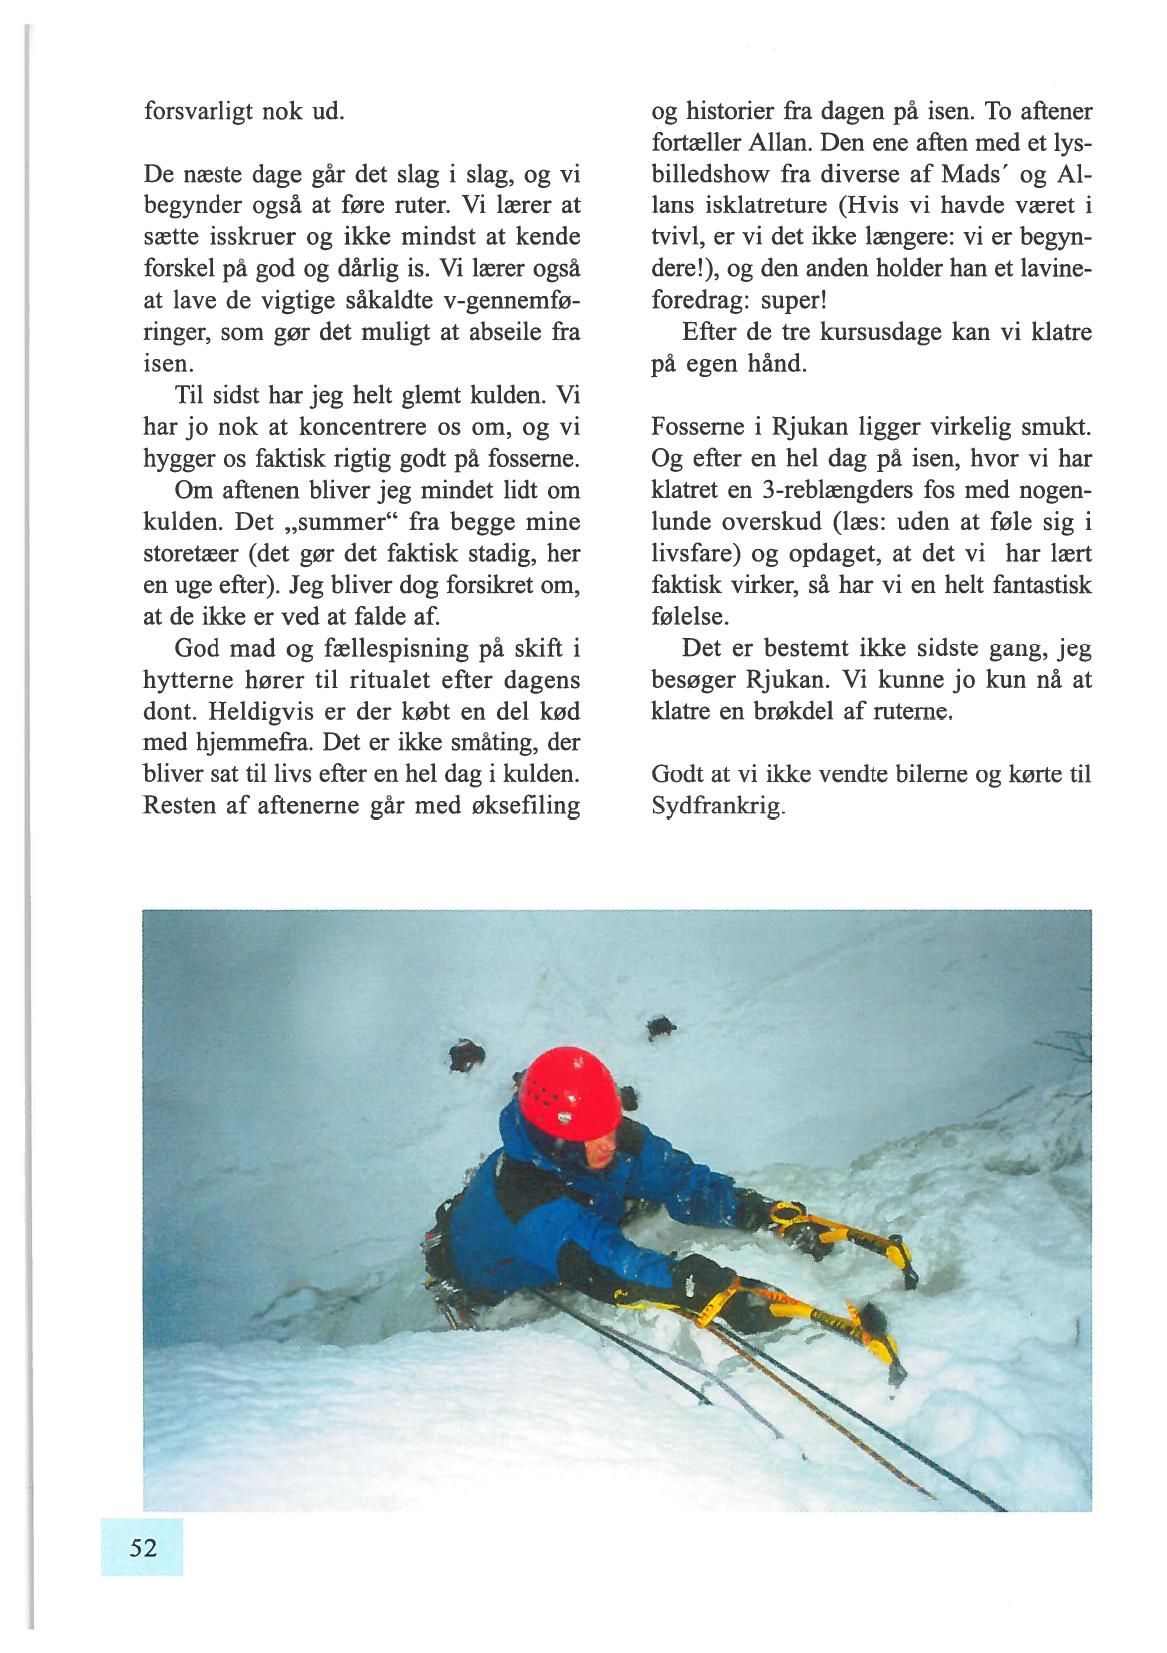 forsvarligt nok ud.
De næste dage går det slag i slag, og vi
begynder også at føre ruter. Vi lærer at
sætte isskruer og ikke mindst at kende
forskel på god og dårlig is. Vi lærer også
at lave de vigtige såkaldte v-gennemfø-
ringer, som gør det muligt at abseile fra
isen.
Til sidst har jeg helt glemt kulden. Vi
har jo nok at koncentrere os om, og vi
hygger os faktisk rigtig godt på fosserne.
Om aftenen bliver jeg mindet lidt om
kulden. Det „summer“ fra begge mine
storetæer (det gør det faktisk stadig, her
en uge efter). Jeg bliver dog forsikret om,
at de ikke er ved at falde af.
God mad og fællespisning på skift i
hytterne hører til ritualet efter dagens
dont. Heldigvis er der købt en del kød
med hjemmefra. Det er ikke småting, der
bliver sat til livs efter en hel dag i kulden.
Resten af aftenerne går med øksefiling
og historier fra dagen på isen. To aftener
fortæller Allan. Den ene aften med et lys-
billedshow fra diverse af Mads´ og Al-
lans isklatreture (Hvis vi havde været i
tvivl, er vi det ikke længere: vi er begyn-
dere!), og den anden holder han et lavine-
foredrag: super!
Efter de tre kursusdage kan vi klatre
på egen hånd.
Fosserne i Rjukan ligger virkelig smukt.
Og efter en hel dag på isen, hvor vi har
klatret en 3-reblængders fos med nogen-
lunde overskud (læs: uden at føle sig i
livsfare) og opdaget, at det vi har lært
faktisk virker, så har vi en helt fantastisk
følelse.
Det er bestemt ikke sidste gang, jeg
besøger Rjukan. Vi kunne jo kun nå at
klatre en brøkdel af ruterne.
Godt at vi ikke vendte bilerne og kørte til
Sydfrankrig.
52